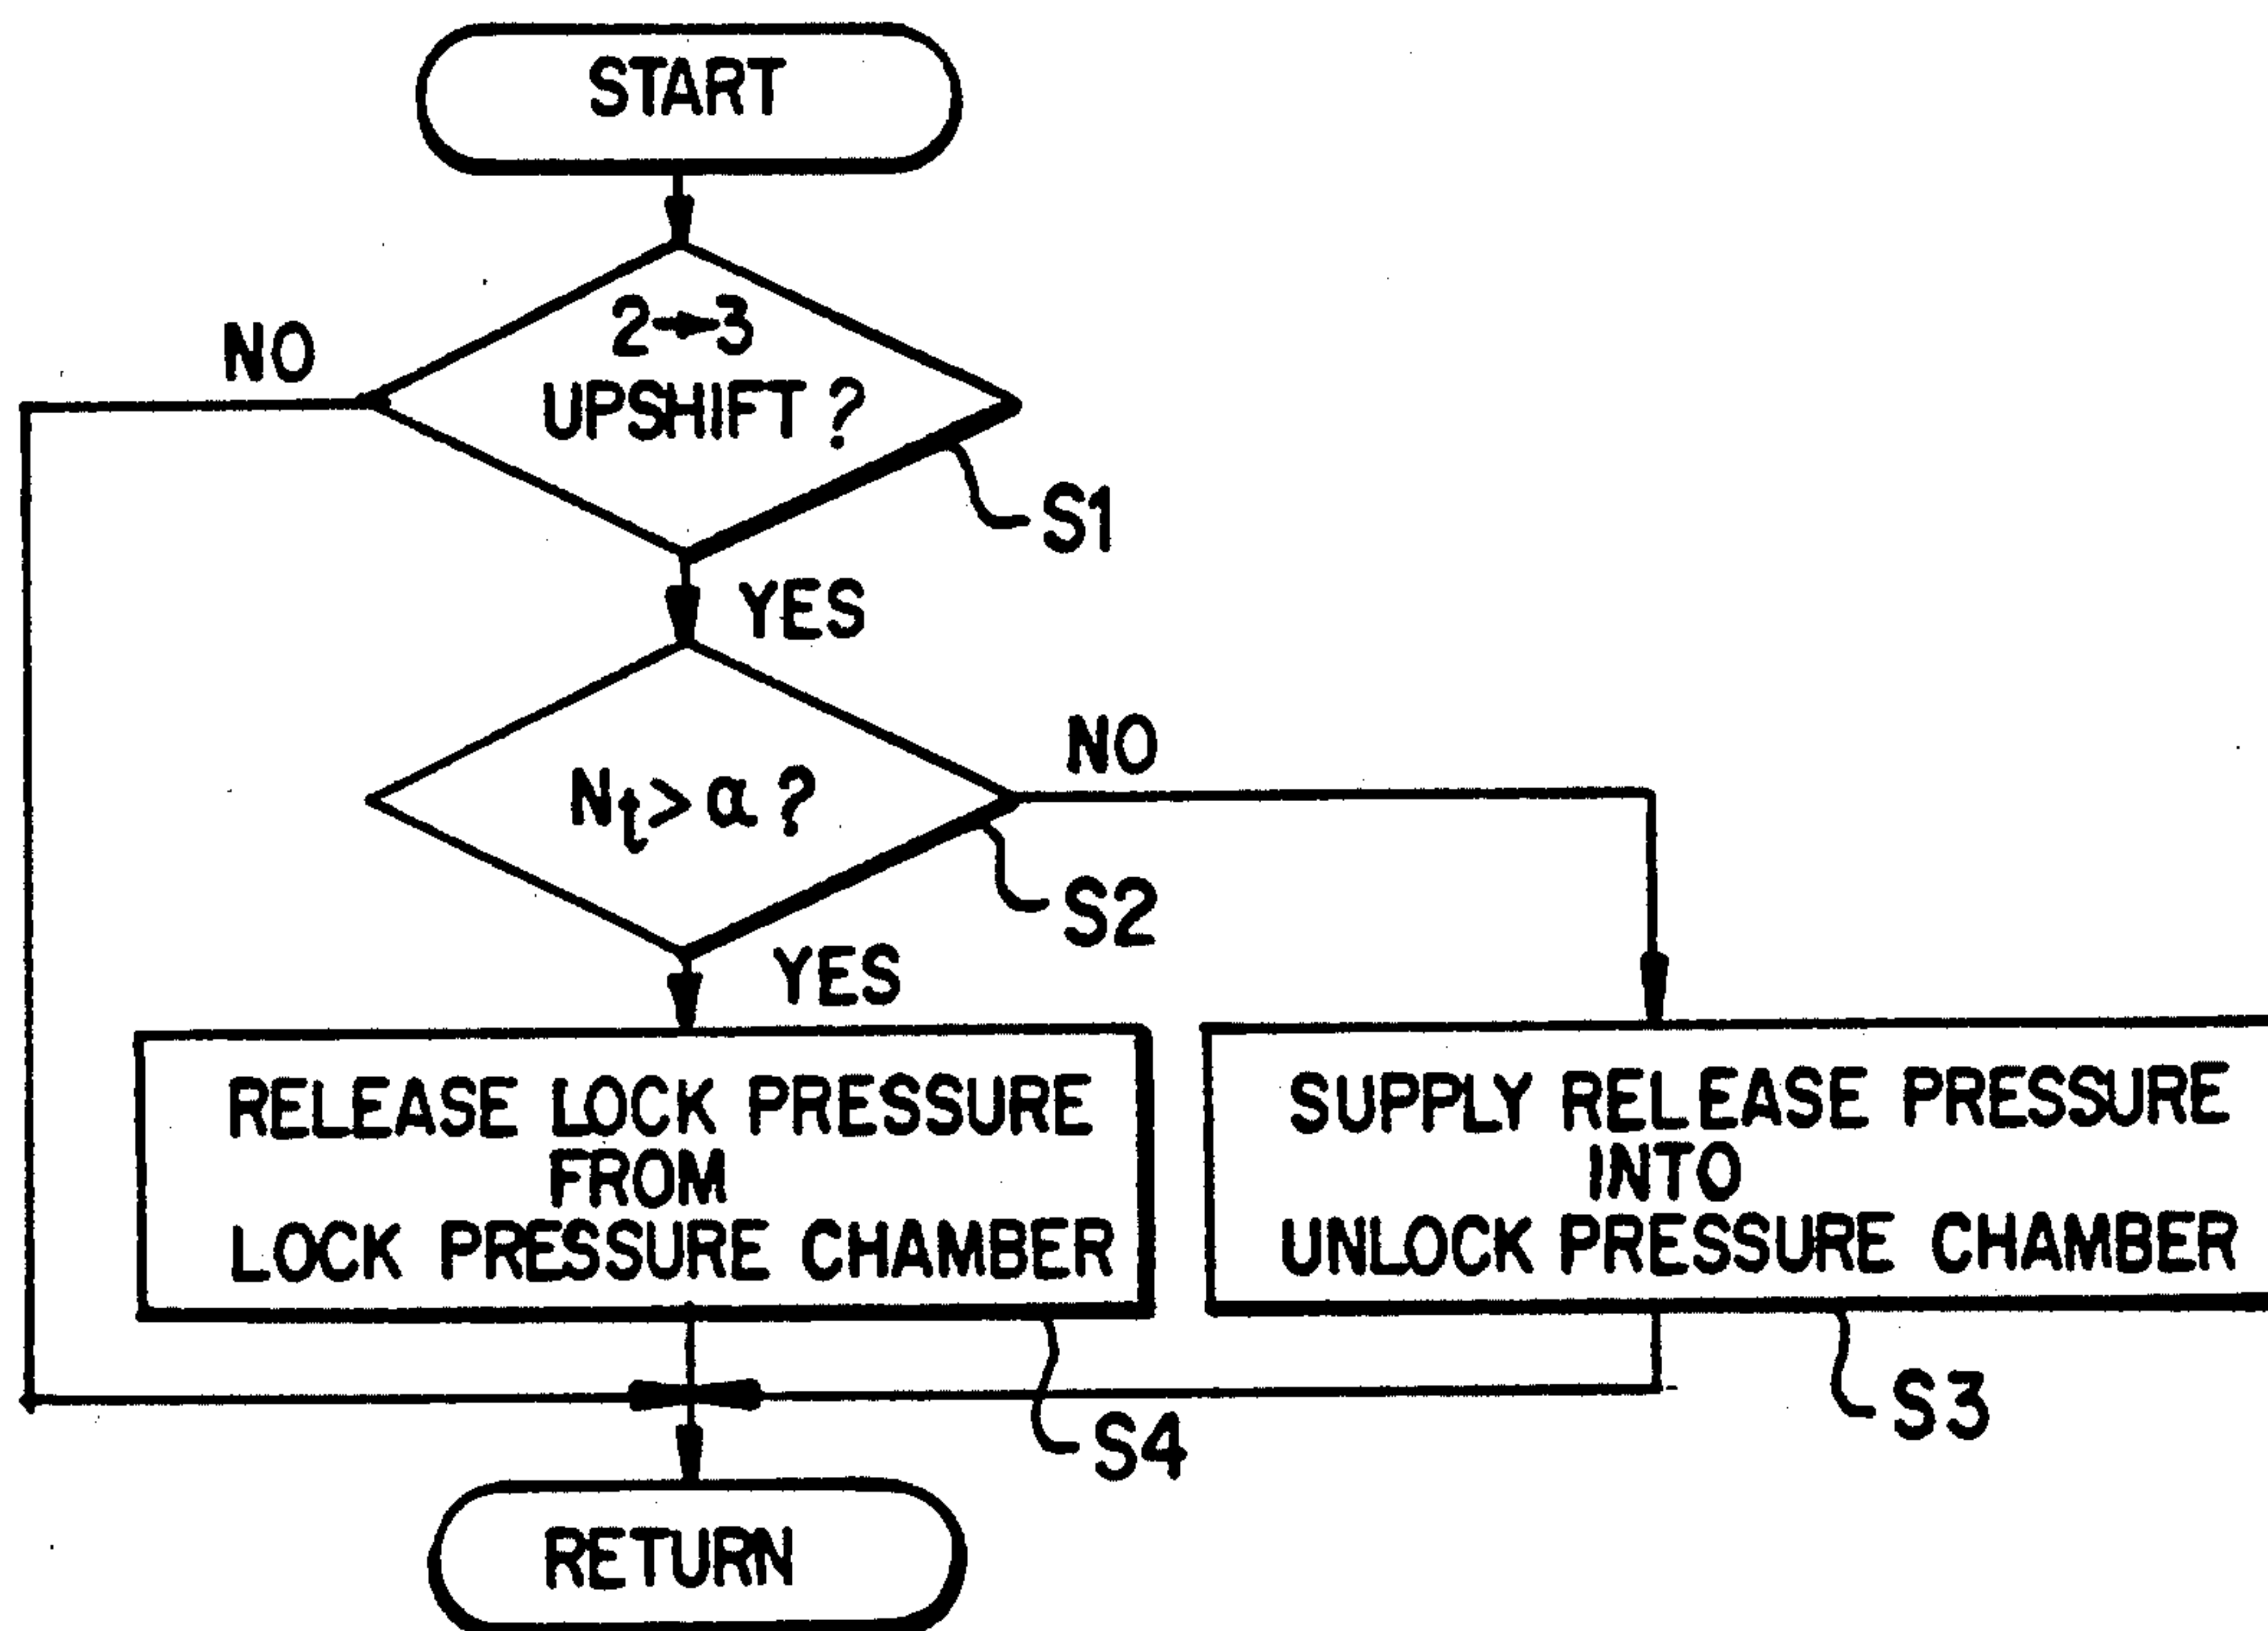 START
2→3
UPSHIFT?
NO
S1
YES
Nt>α?
NO
S2
YES
RELEASE LOCK PRESSURE
FROM
LOCK PRESSURE CHAMBER
S4
SUPPLY RELEASE PRESSURE
INTO
UNLOCK PRESSURE CHAMBER
S3
RETURN